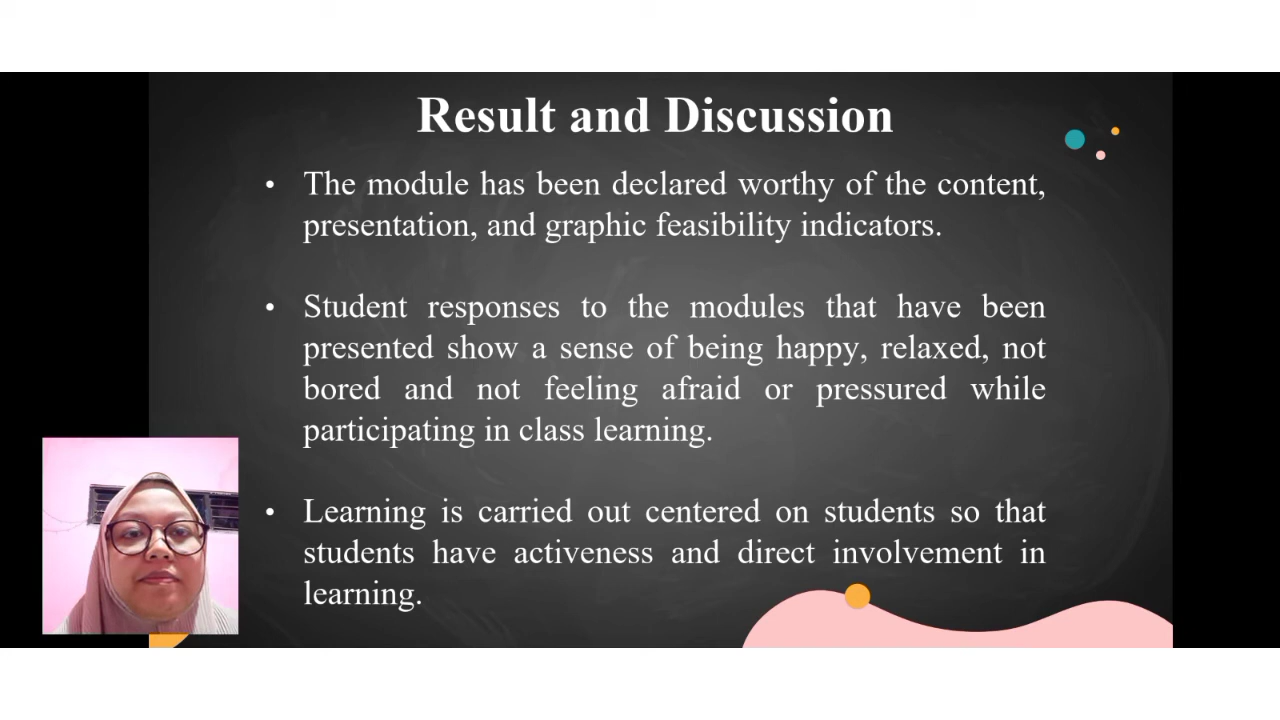 Result and Discussion
• The module has been declared worthy of the content,
presentation, and graphic feasibility indicators.
• Student responses to the modules that have been
presented show a sense of being happy, relaxed, not
bored and not feeling afraid or pressured while
participating in class learning.
• Learning is carried out centered on students so that
students have activeness and direct involvement in
learning.